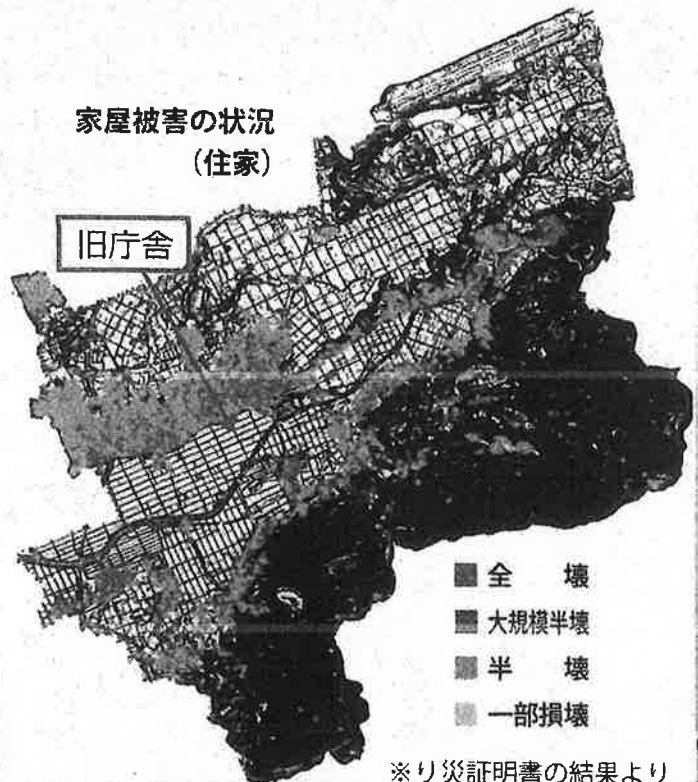 家屋被害の状況
(住家)
旧庁舎
全 壊
大規模半壊
半 壊
一部損壊
※り災証明書の結果より